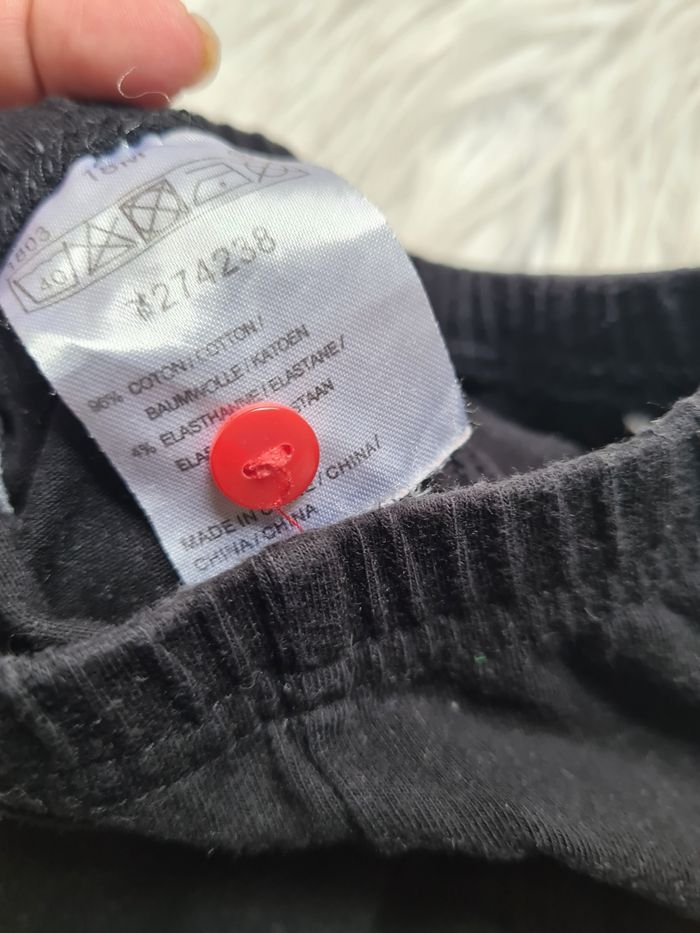 18M
1803
40
#274238
96% COTON / COTTON /
BAUMWOLLE / KATOEN
4% ELASTHANNE / ELASTANE /
MADE IN / CHINA /
CHINA / CHINA